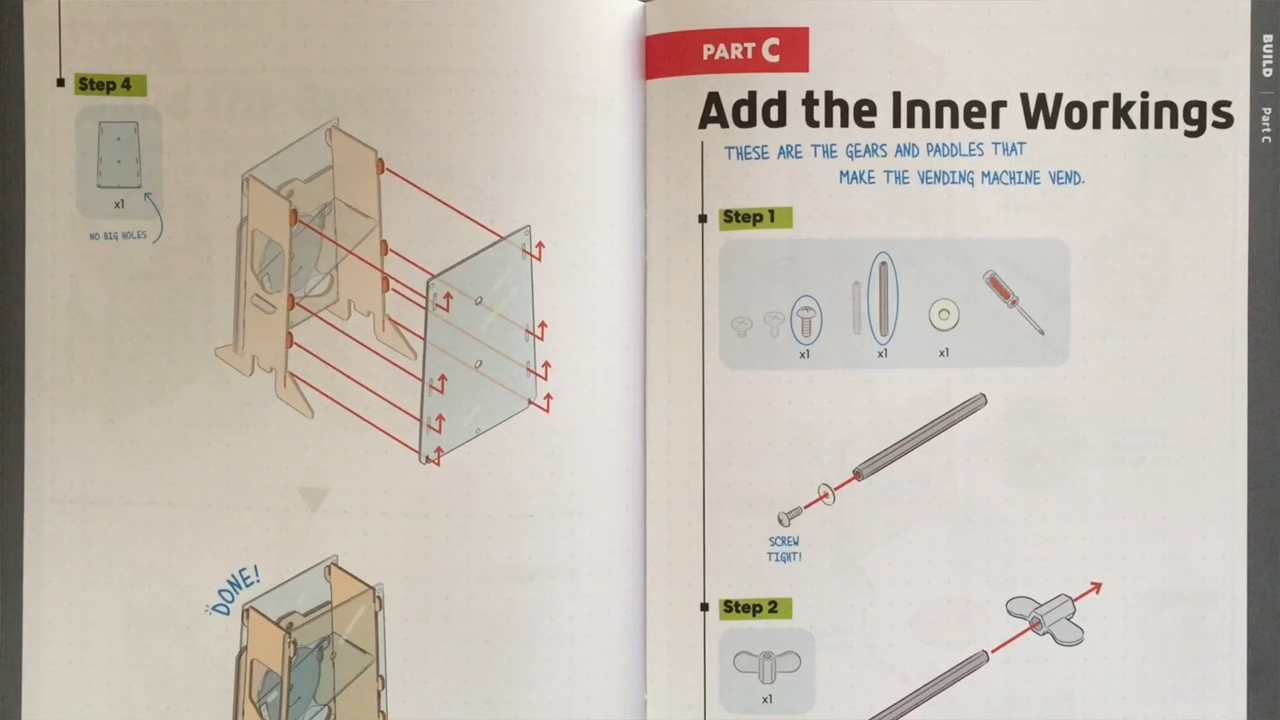 Step 4
x1
NO BIG HOLES
DONE!
PART C
Add the Inner Workings
THESE ARE THE GEARS AND PADDLES THAT
MAKE THE VENDING MACHINE VEND.
Step 1
x1
x1
x1
SCREW
TIGHT!
Step 2
x1
BUILD | Part C